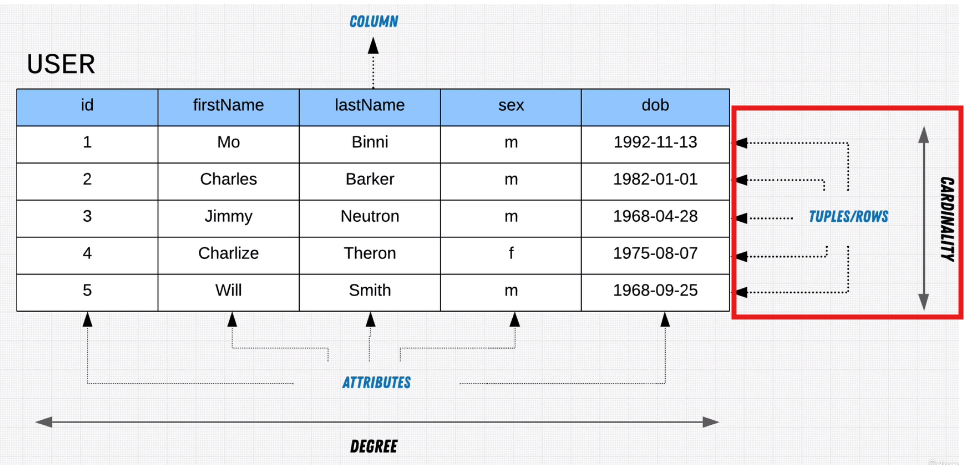 COLUMN
USER
id firstName lastName sex dob
1 Mo Binni m 1992-11-13
2 Charles Barker m 1982-01-01
3 Jimmy Neutron m 1968-04-28
4 Charlize Theron f 1975-08-07
5 Will Smith m 1968-09-25
TUPLES/ROWS
CARDINALITY
ATTRIBUTES
DEGREE